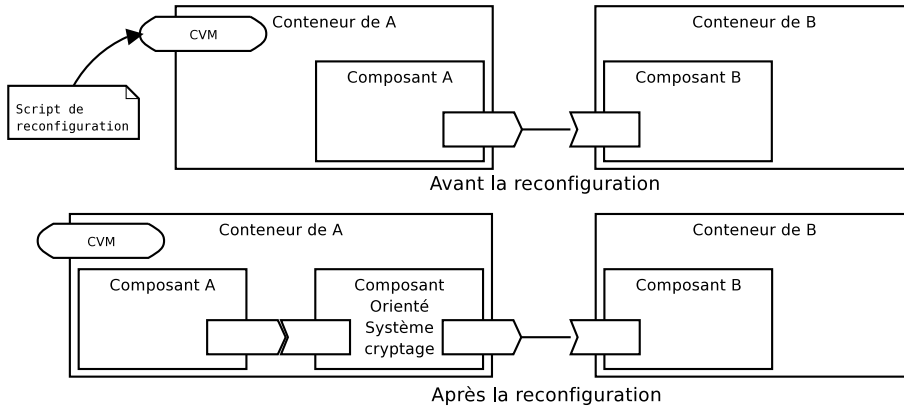 Conteneur de A
Conteneur de B
CVM
Composant A
Composant B
Script de
reconfiguration
Avant la reconfiguration
Conteneur de A
Conteneur de B
CVM
Composant A
Composant
Orienté
Système
cryptage
Composant B
Après la reconfiguration